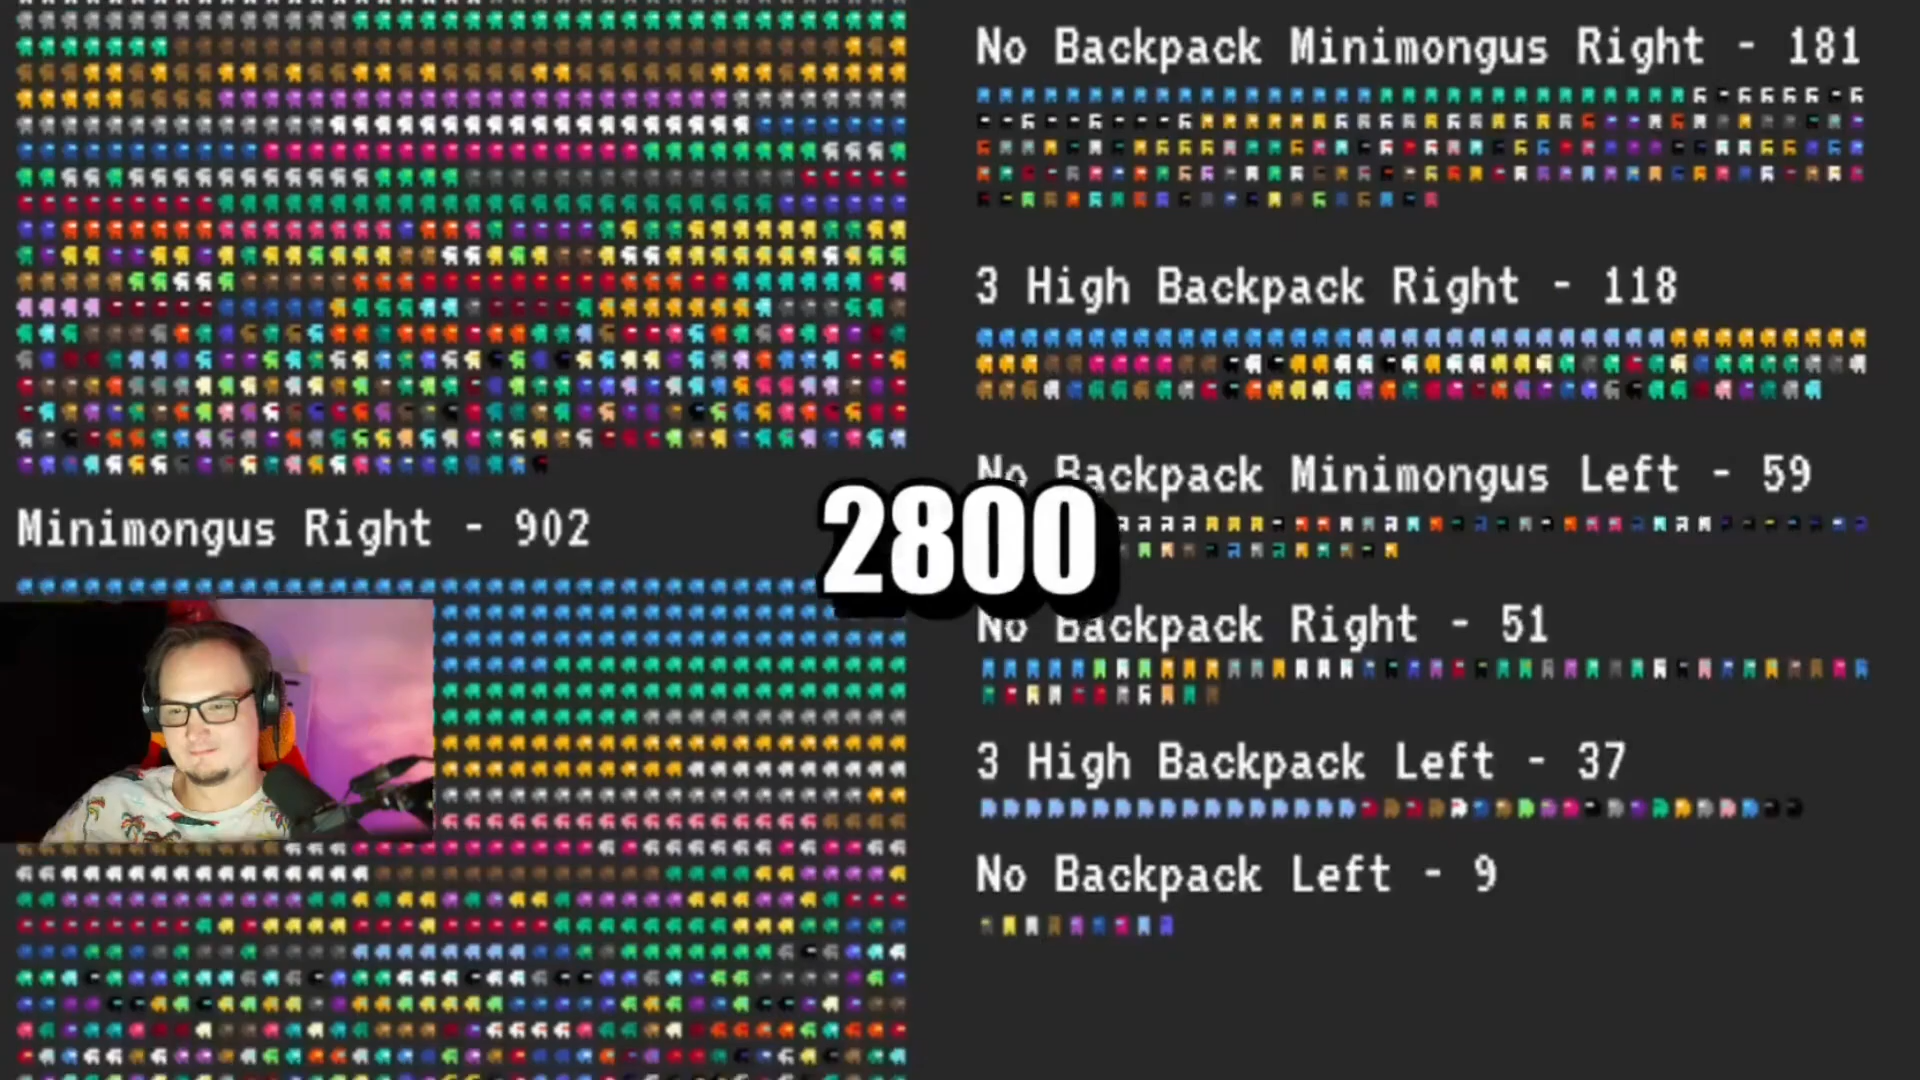 Minimongus Right - 902
2800
No Backpack Minimongus Right - 181
3 High Backpack Right - 118
No Backpack Minimongus Left - 59
No Backpack Right - 51
3 High Backpack Left - 37
No Backpack Left - 9